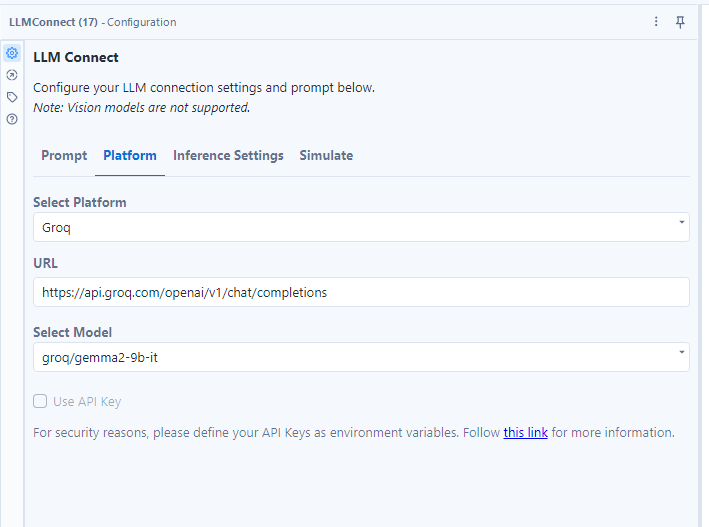 LLMConnect (17) - Configuration
LLM Connect
Configure your LLM connection settings and prompt below.
Note: Vision models are not supported.
Prompt Platform Inference Settings Simulate
Select Platform
Groq
URL
https://api.groq.com/openai/v1/chat/completions
Select Model
groq/gemma2-9b-it
Use API Key
For security reasons, please define your API Keys as environment variables. Follow this link for more information.